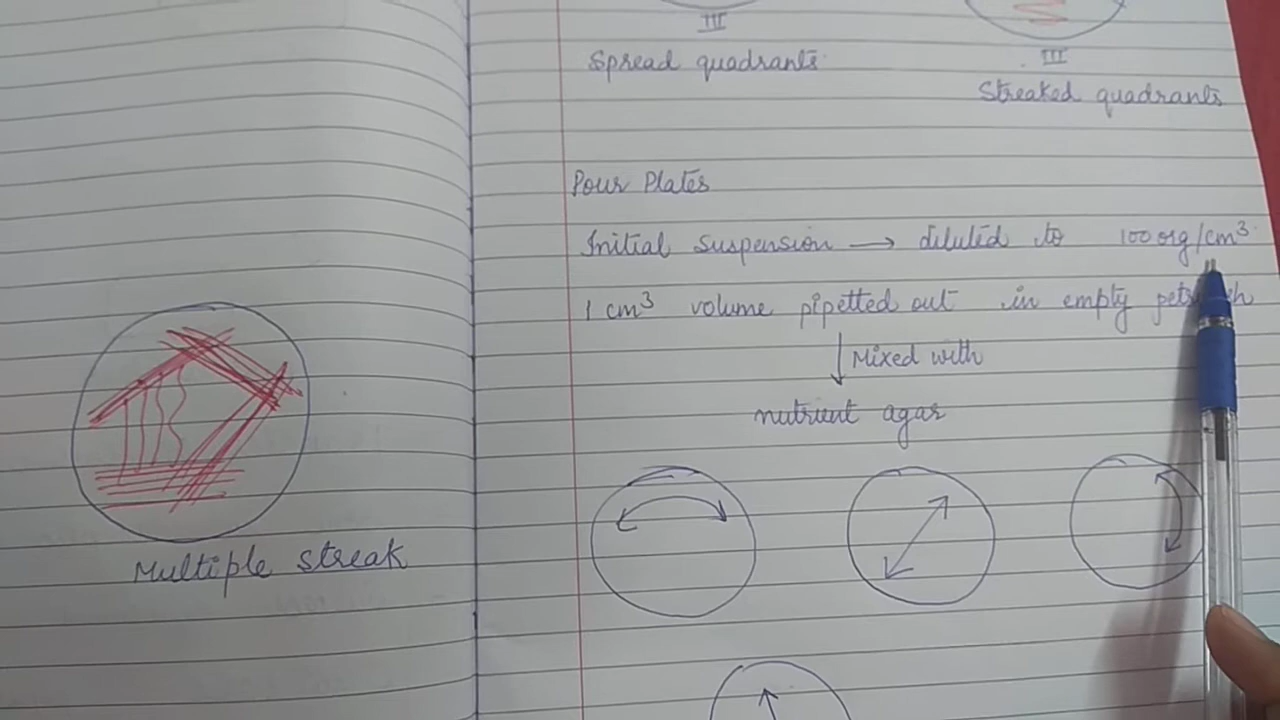 III
Spread quadrants
III
Streaked quadrants
Pour Plates
Initial suspension → diluted to 100 org/cm³
1 cm³ volume pipetted out in empty
↓ Mixed with
nutrient agar
Multiple streak